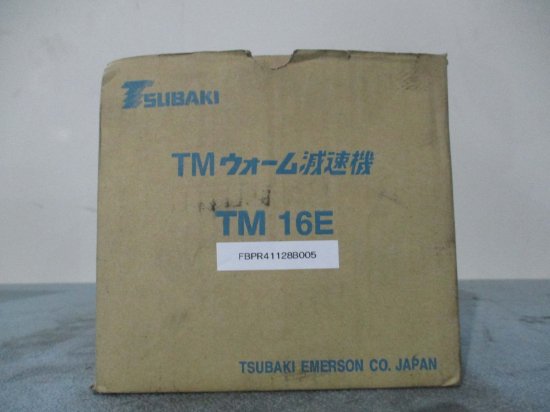 TSUBAKI
TMウォーム減速機
TM 16E
FBPR41128B005
TSUBAKI EMERSON CO. JAPAN